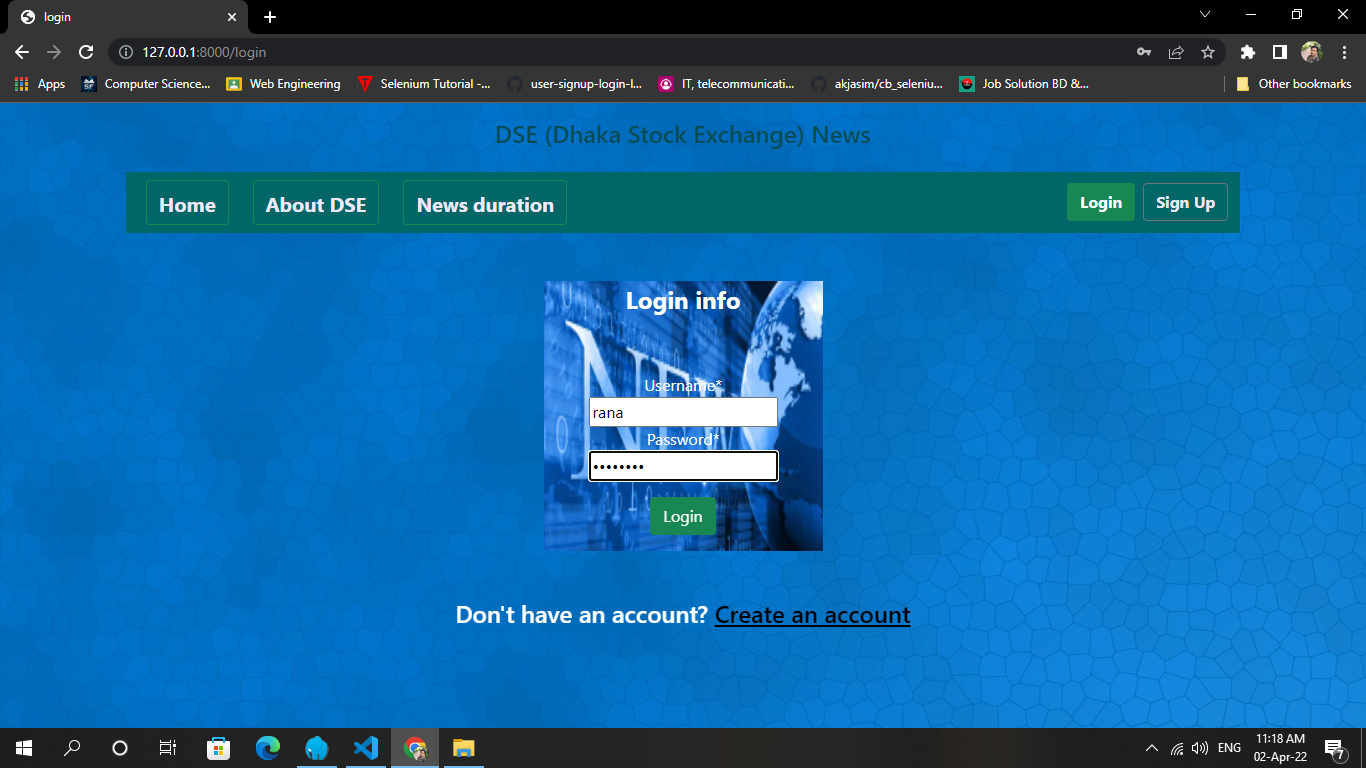 login
127.0.0.1:8000/login
Apps
Computer Science...
Web Engineering
Selenium Tutorial -...
user-signup-login-l...
IT, telecommunicati...
akjasim/cb_seleniu...
Job Solution BD &...
Other bookmarks
DSE (Dhaka Stock Exchange) News
Home
About DSE
News duration
Login
Sign Up
Login info
Username*
rana
Password*
••••••••
Login
Don't have an account? Create an account
ENG
11:18 AM
02-Apr-22
7